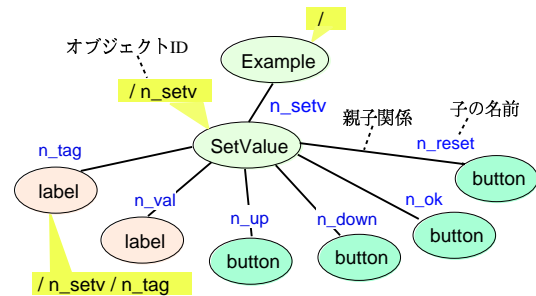 /
オブジェクトID
Example
/ n_setv
n_setv
親子関係
子の名前
n_tag
SetValue
n_reset
label
n_val
button
n_up
n_down
n_ok
label
button
button
button
/ n_setv / n_tag